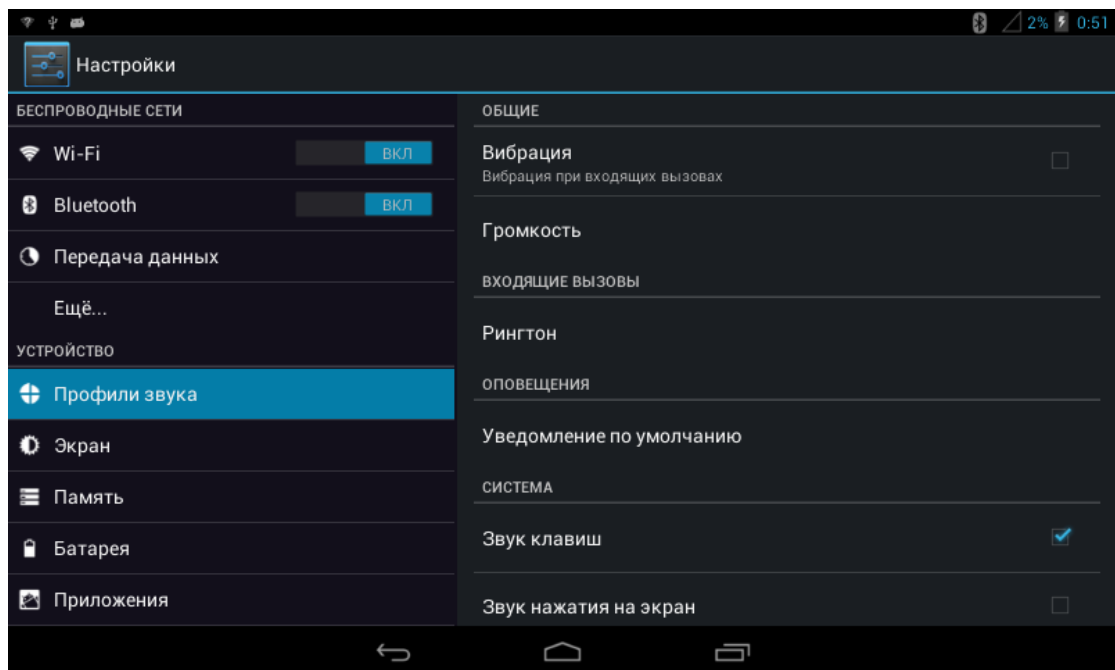 2% 0:51
Настройки
БЕСПРОВОДНЫЕ СЕТИ
Wi-Fi ВКЛ
Bluetooth ВКЛ
Передача данных
Ещё...
УСТРОЙСТВО
Профили звука
Экран
Память
Батарея
Приложения
ОБЩИЕ
Вибрация
Вибрация при входящих вызовах
Громкость
ВХОДЯЩИЕ ВЫЗОВЫ
Рингтон
ОПОВЕЩЕНИЯ
Уведомление по умолчанию
СИСТЕМА
Звук клавиш
Звук нажатия на экран